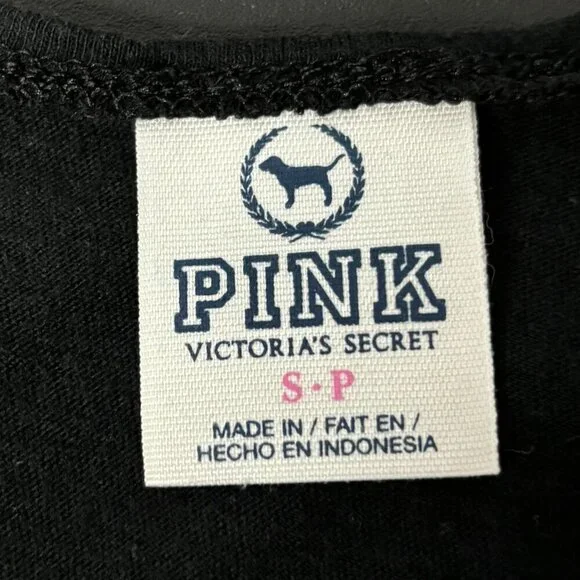 PINK
VICTORIA'S SECRET
S·P
MADE IN / FAIT EN /
HECHO EN INDONESIA